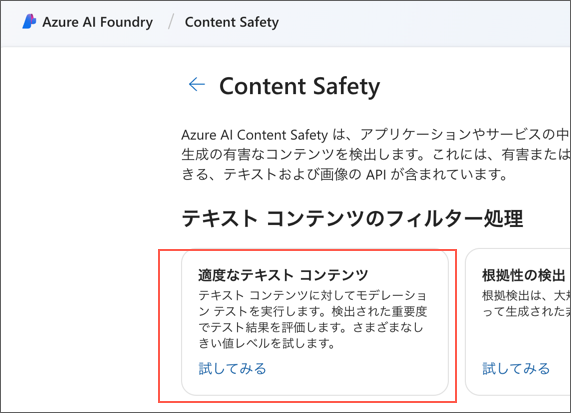 Azure AI Foundry / Content Safety
← Content Safety
Azure AI Content Safety は、アプリケーションやサービスの中
生成の有害なコンテンツを検出します。これには、有害または
きる、テキストおよび画像の API が含まれています。
テキスト コンテンツのフィルター処理
適度なテキスト コンテンツ
テキスト コンテンツに対してモデレーショ
ン テストを実行します。検出された重要度
でテスト結果を評価します。さまざまなし
きい値レベルを試します。
試してみる
根拠性の検出
根拠検出は、大規
って生成された非
試してみる